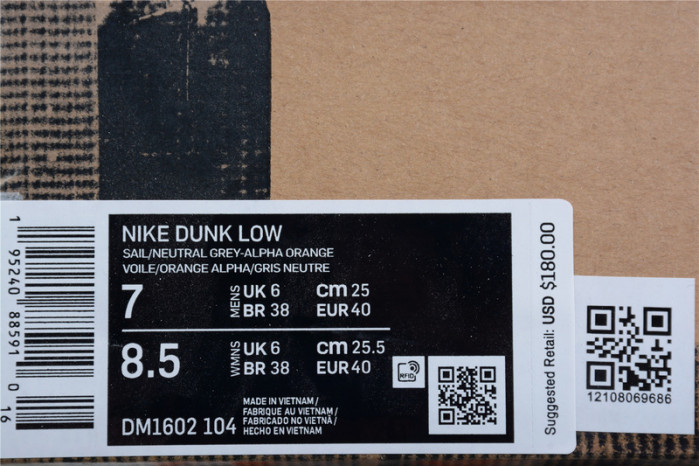 NIKE DUNK LOW
SAIL/NEUTRAL GREY-ALPHA ORANGE
VOILE/ORANGE ALPHA/GRIS NEUTRE
7 MENS UK 6 cm 25
BR 38 EUR 40
8.5 WMNS UK 6 cm 25.5
BR 38 EUR 40
RFID
DM1602 104
MADE IN VIETNAM/
FABRIQUE AU VIETNAM/
FABRICADO NO VIETNÃ/
HECHO EN VIETNAM
1 95240 88591 0 16
Suggested Retail: USD $180.00
12108069686